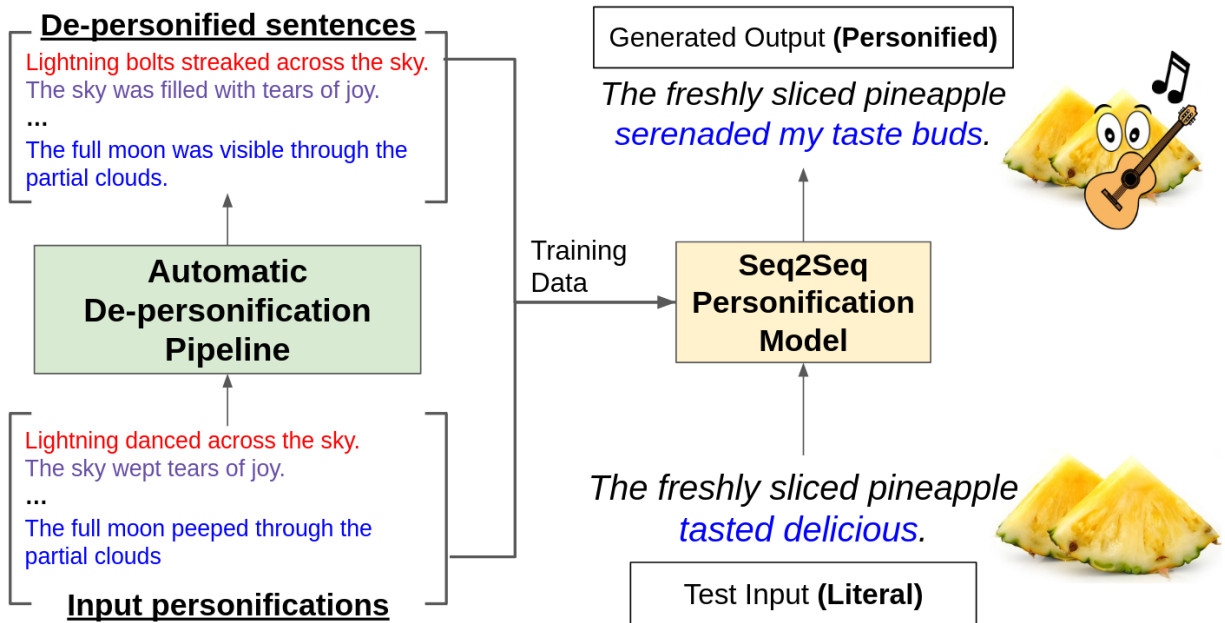 De-personified sentences
Lightning bolts streaked across the sky.
The sky was filled with tears of joy.
...
The full moon was visible through the
partial clouds.
Automatic
De-personification
Pipeline
Lightning danced across the sky.
The sky wept tears of joy.
...
The full moon peeped through the
partial clouds
Input personifications
Training
Data
Generated Output (Personified)
The freshly sliced pineapple
serenaded my taste buds.
Seq2Seq
Personification
Model
The freshly sliced pineapple
tasted delicious.
Test Input (Literal)